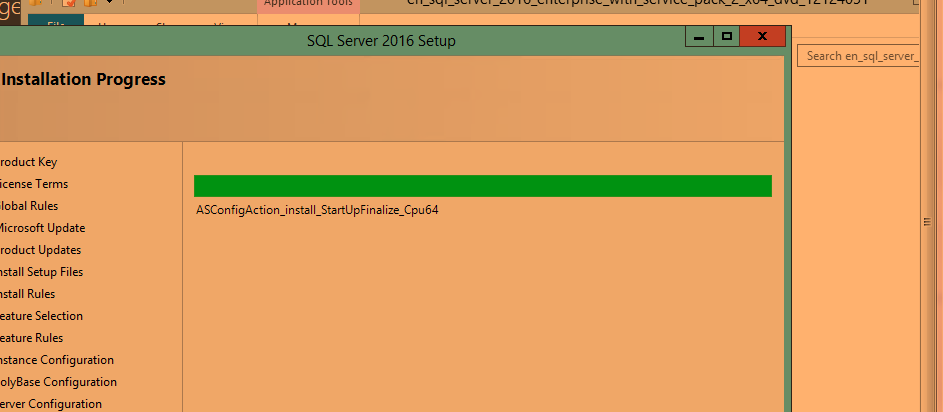 Application Tools
en_sql_server_2016_enterprise_with_service_pack_2_x64_dvd_12124051
File
SQL Server 2016 Setup
Search en_sql_server_
Installation Progress
roduct Key
icense Terms
lobal Rules
Microsoft Update
roduct Updates
nstall Setup Files
nstall Rules
eature Selection
eature Rules
nstance Configuration
olyBase Configuration
erver Configuration
ASConfigAction_install_StartUpFinalize_Cpu64